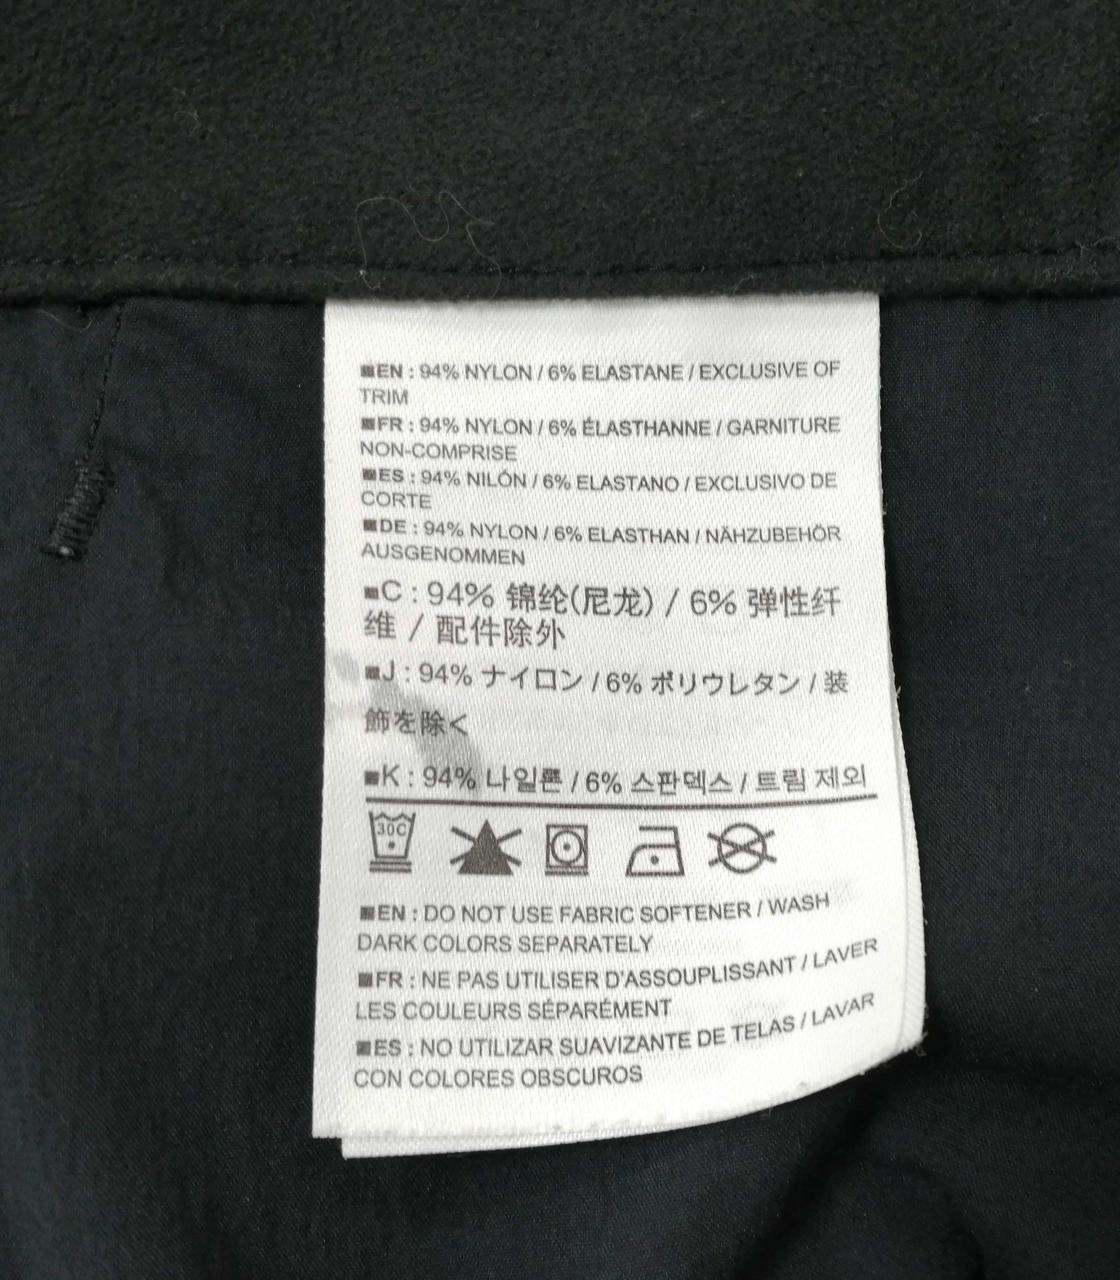 ■EN : 94% NYLON / 6% ELASTANE / EXCLUSIVE OF
TRIM
■FR : 94% NYLON / 6% ÉLASTHANNE / GARNITURE
NON-COMPRISE
■ES : 94% NILÓN / 6% ELASTANO / EXCLUSIVO DE
CORTE
■DE : 94% NYLON / 6% ELASTHAN / NÄHZUBEHÖR
AUSGENOMMEN
■C : 94% 锦纶(尼龙) / 6% 弹性纤
维 / 配件除外
■J : 94% ナイロン / 6% ポリウレタン / 装
飾を除く
■K : 94% 나일론 / 6% 스판덱스 / 트림 제외
30C
■EN : DO NOT USE FABRIC SOFTENER / WASH
DARK COLORS SEPARATELY
■FR : NE PAS UTILISER D'ASSOUPLISSANT / LAVER
LES COULEURS SÉPARÉMENT
■ES : NO UTILIZAR SUAVIZANTE DE TELAS / LAVAR
CON COLORES OBSCUROS